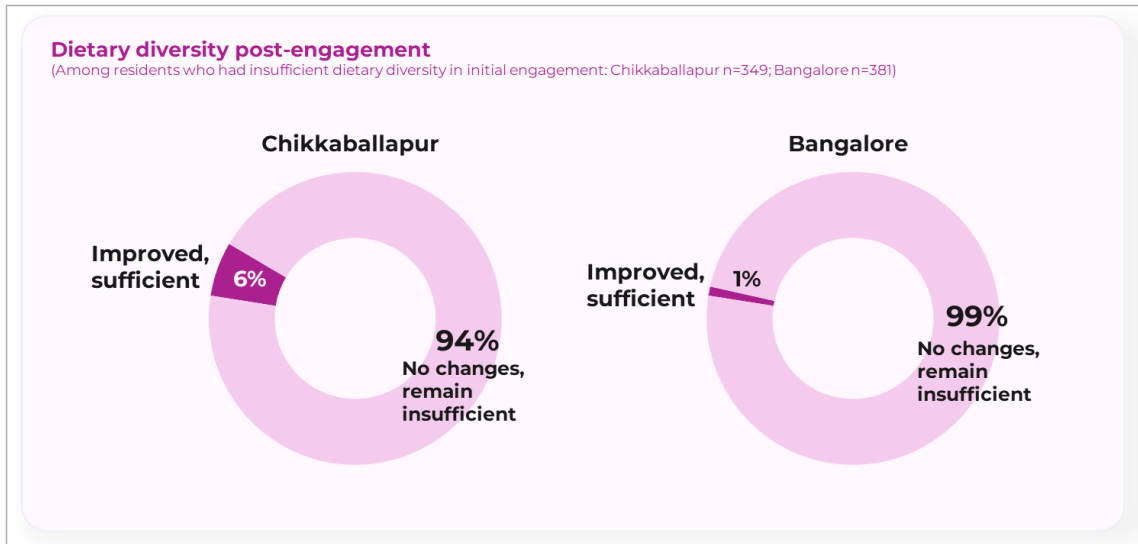 Dietary diversity post-engagement
(Among residents who had insufficient dietary diversity in initial engagement: Chikkaballapur n=349; Bangalore n=381)
Chikkaballapur
Improved,
sufficient
6%
94%
No changes,
remain
insufficient
Bangalore
Improved,
sufficient
1%
99%
No changes,
remain
insufficient